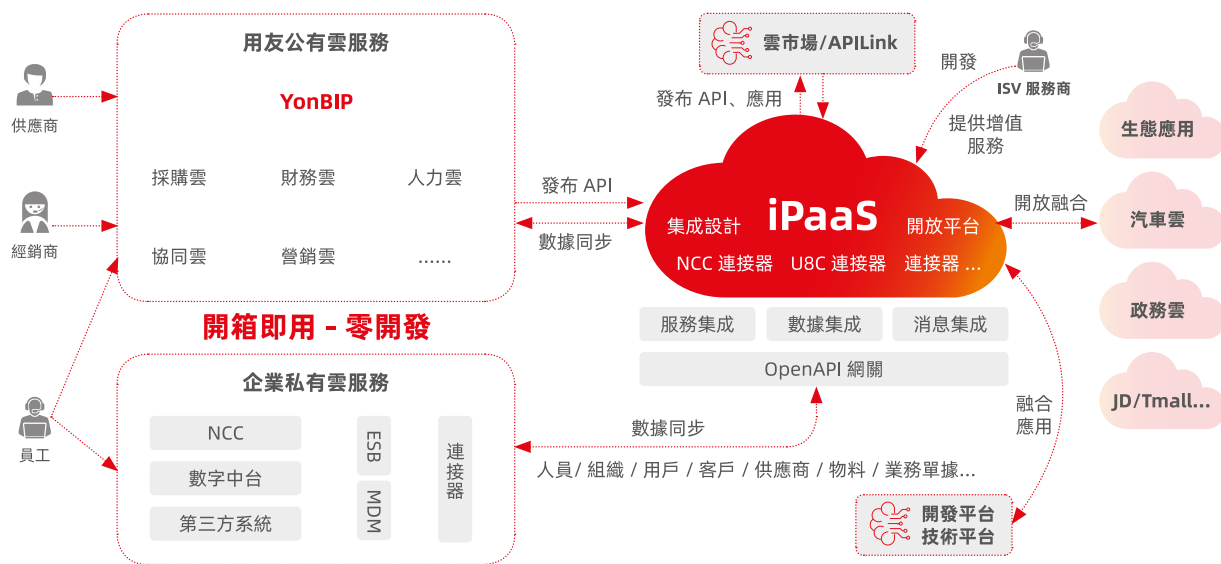 用友公有雲服務
YonBIP
採購雲
財務雲
人力雲
協同雲
營銷雲
......
供應商
經銷商
員工
開箱即用 - 零開發
企業私有雲服務
NCC
數字中台
第三方系統
ESB
MDM
連接器
發布 API
數據同步
雲市場/APILink
發布 API、應用
開發
ISV 服務商
提供增值
服務
iPaaS
集成設計
開放平台
NCC 連接器
U8C 連接器
連接器 ...
服務集成
數據集成
消息集成
OpenAPI 網關
數據同步
人員/ 組織 / 用戶 / 客戶 / 供應商 / 物料 / 業務單據...
開放融合
融合
應用
開發平台
技術平台
生態應用
汽車雲
政務雲
JD/Tmall...